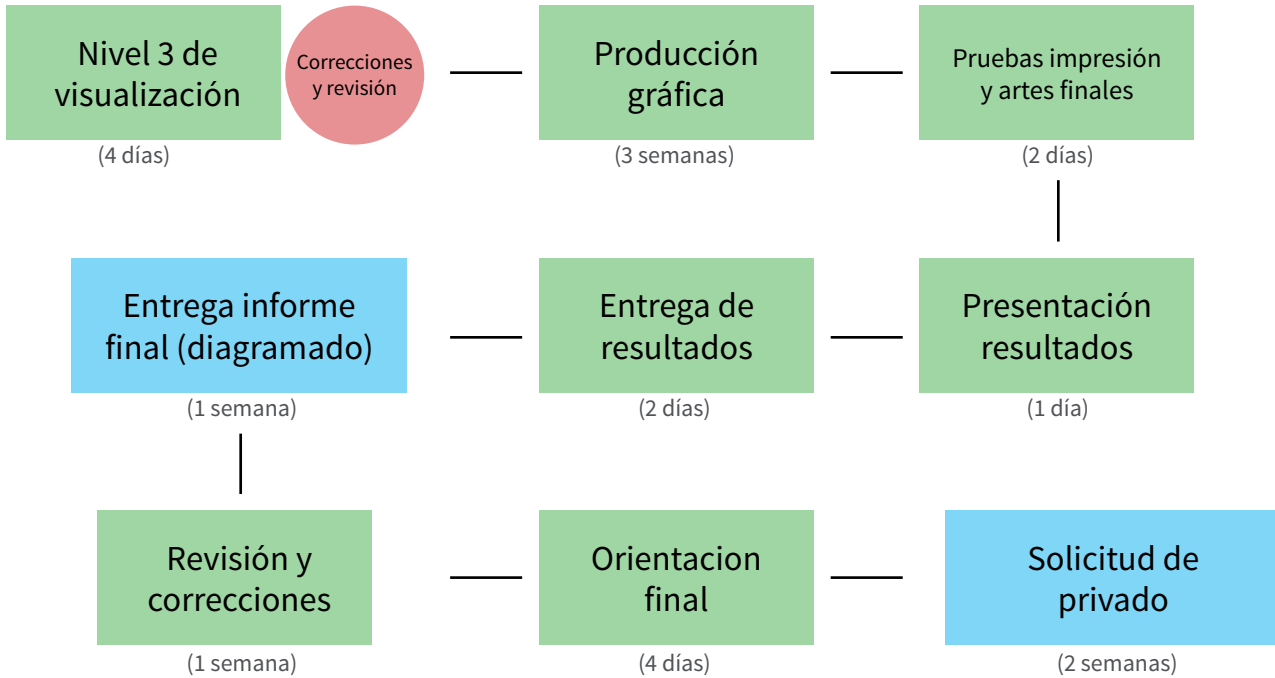 Nivel 3 de
visualización
(4 días)
Correcciones
y revisión
Producción
gráfica
(3 semanas)
Pruebas impresión
y artes finales
(2 días)
Entrega informe
final (diagramado)
(1 semana)
Entrega de
resultados
(2 días)
Presentación
resultados
(1 día)
Revisión y
correcciones
(1 semana)
Orientacion
final
(4 días)
Solicitud de
privado
(2 semanas)